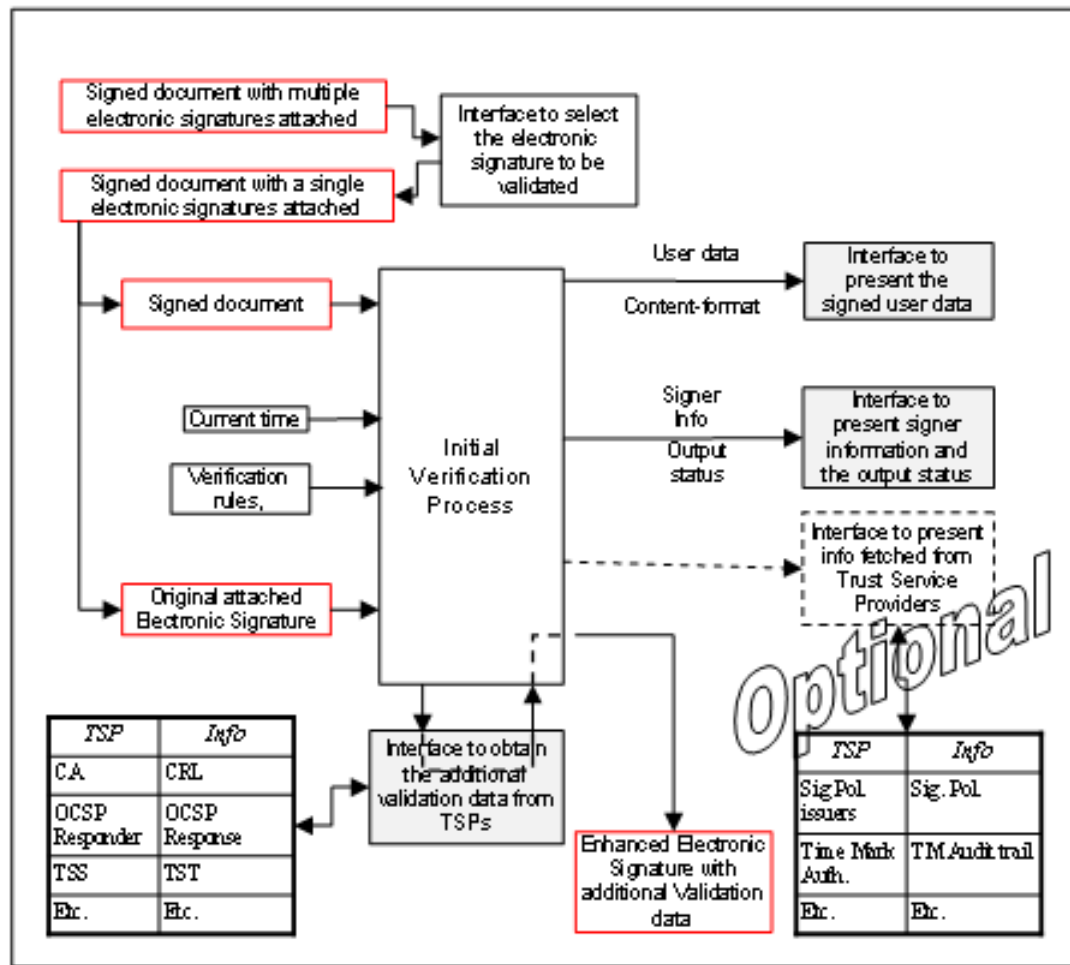 Signed document with multiple
electronic signatures attached
Interface to select
the electronic
signature to be
validated
Signed document with a single
electronic signatures attached
User data
Content-format
Interface to
present the
signed user data
Signed document
Current time
Verification
rules,
Initial
Verification
Process
Signer
Info
Output
status
Interface to
present signer
information and
the output status
Interface to present
info fetched from
Trust Service
Providers
Optional
Original attached
Electronic Signature
Interface to obtain
the additional
validation data from
TSPs
TSP Info
CA CRL
OCSP Responder OCSP Response
TSS TST
Etc. Etc.
Enhanced Electronic
Signature with
additional Validation
data
TSP Info
Sig Pol. issuers Sig. Pol.
Time Mark Auth. TM Audit trail
Etc. Etc.